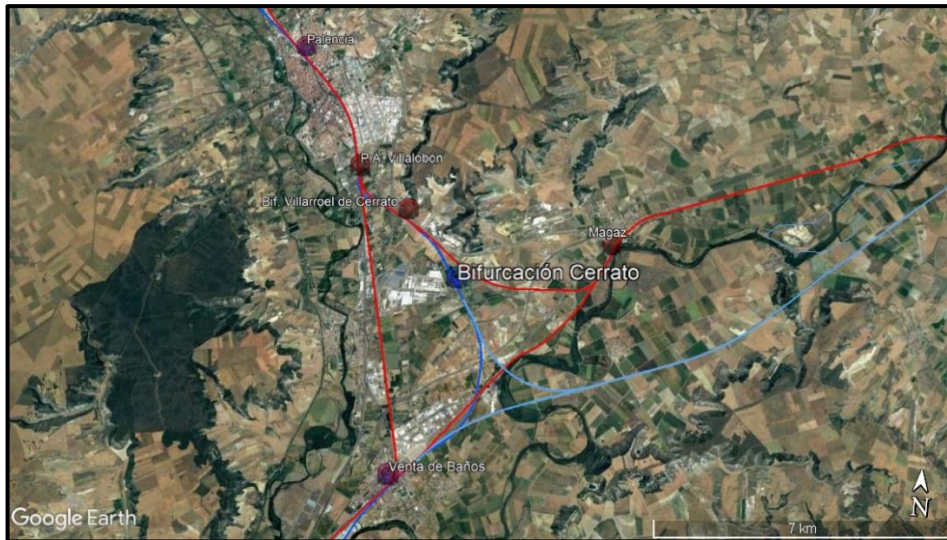 Palencia
P.A. Villalobón
Bif. Villarroel de Cerrato
Magaz
Bifurcación Cerrato
Venta de Baños
Google Earth
7 km
N